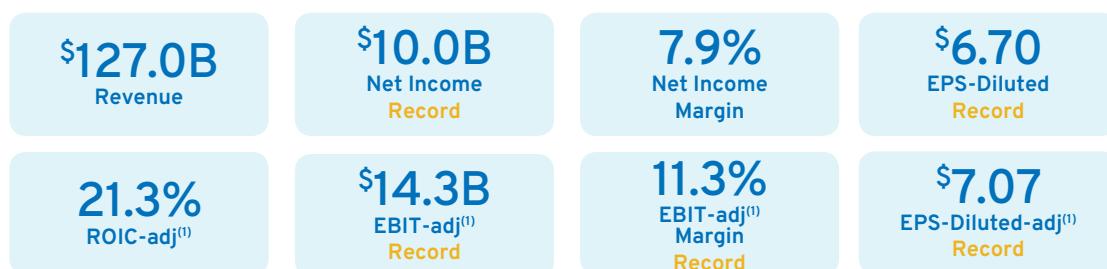 $127.0B
Revenue
$10.0B
Net Income
Record
7.9%
Net Income
Margin
$6.70
EPS-Diluted
Record
21.3%
ROIC-adj(1)
$14.3B
EBIT-adj(1)
Record
11.3%
EBIT-adj(1)
Margin
Record
$7.07
EPS-Diluted-adj(1)
Record